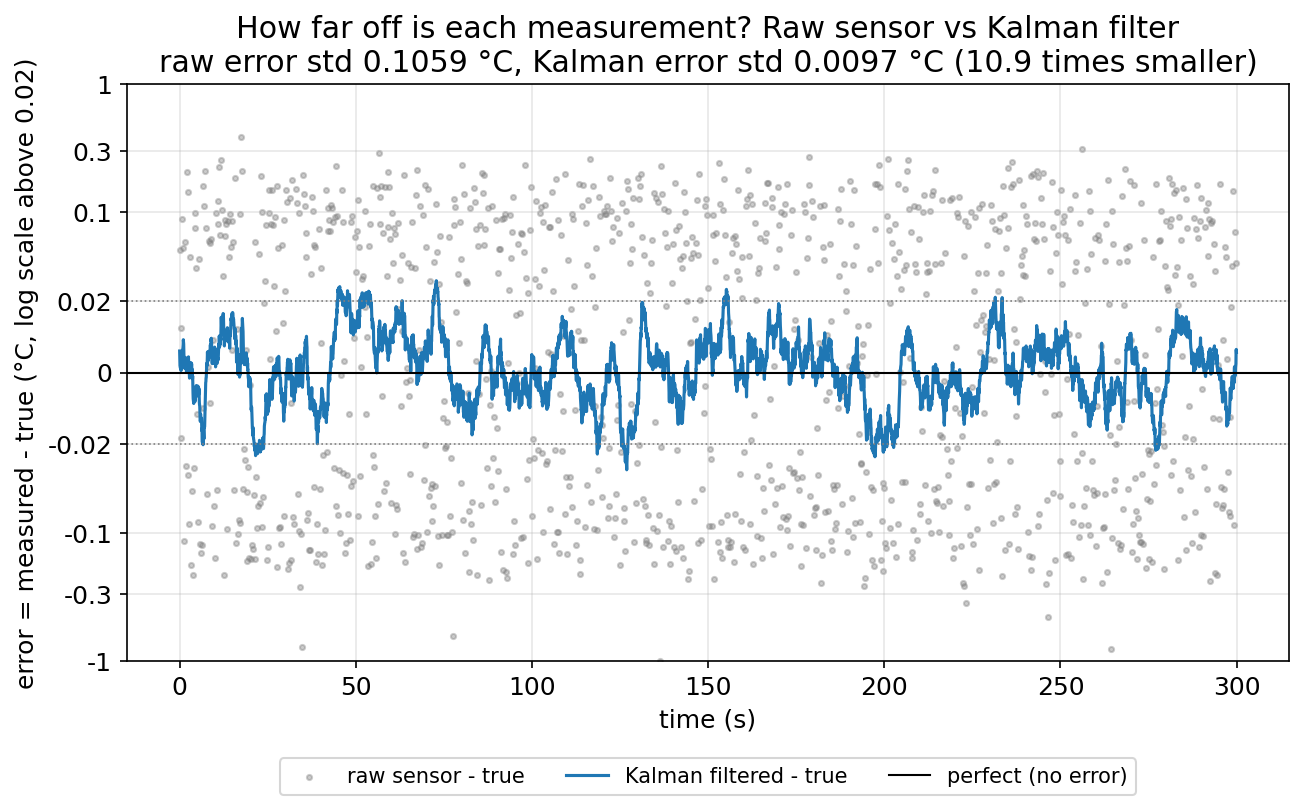 How far off is each measurement? Raw sensor vs Kalman filter
raw error std 0.1059 °C, Kalman error std 0.0097 °C (10.9 times smaller)
error = measured - true (°C, log scale above 0.02)
1
0.3
0.1
0.02
0
-0.02
-0.1
-0.3
-1
0 50 100 150 200 250 300
time (s)
raw sensor - true Kalman filtered - true perfect (no error)